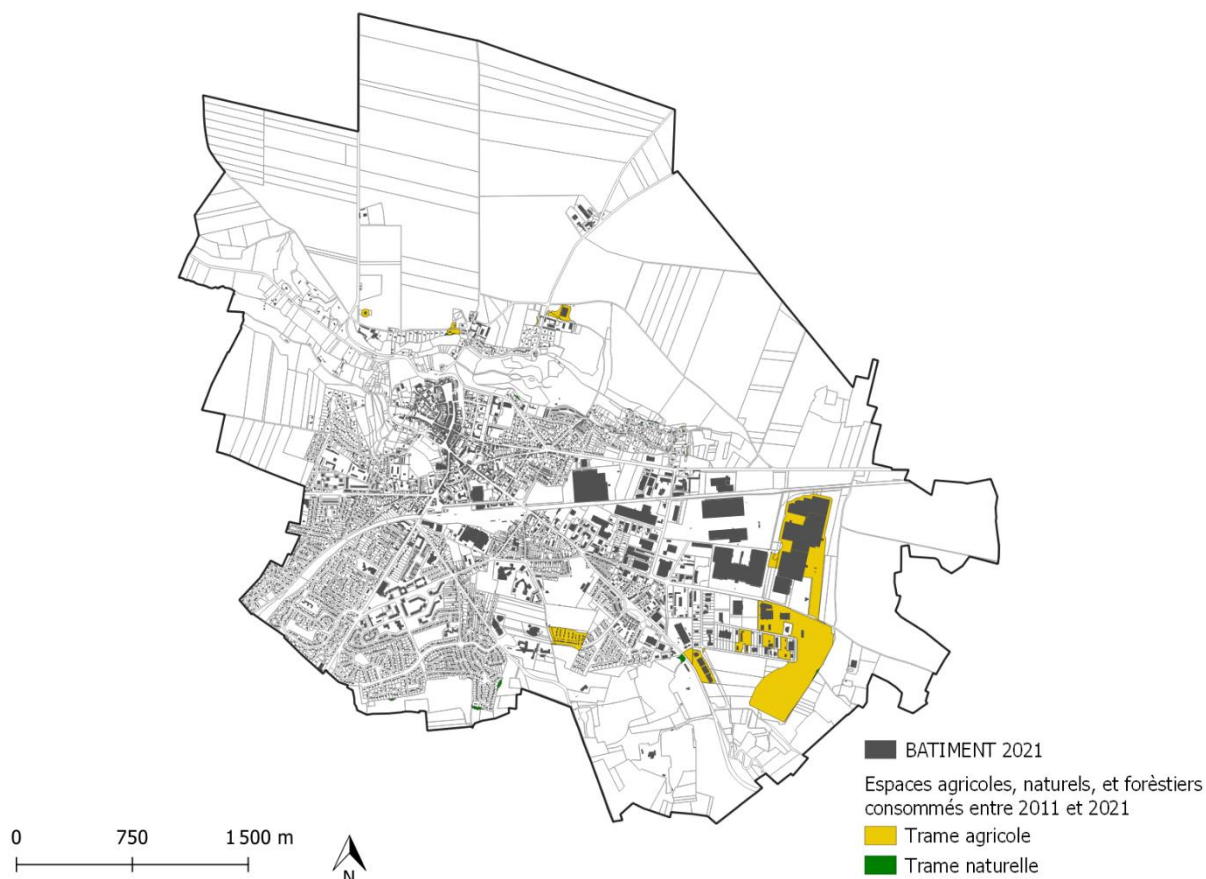 BATIMENT 2021
Espaces agricoles, naturels, et forèstiers
consommés entre 2011 et 2021
Trame agricole
Trame naturelle
0 750 1 500 m
N